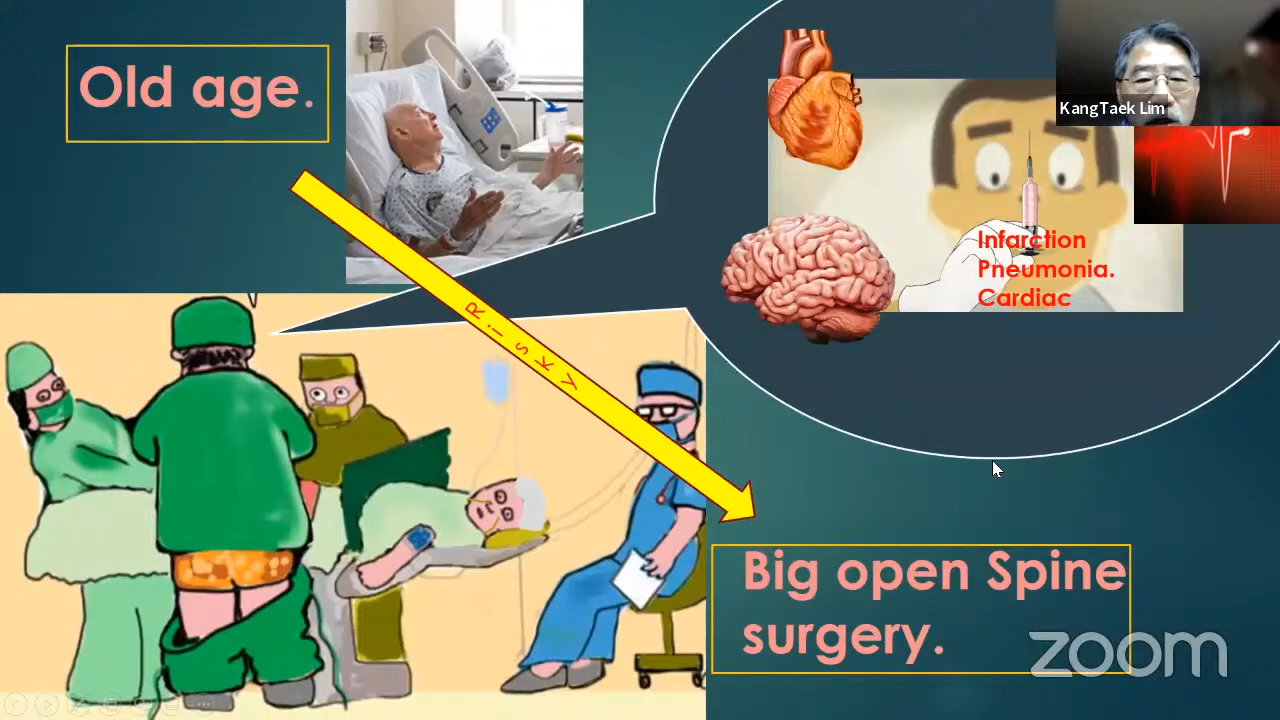 Old age.
KangTaek Lim
Infarction
Pneumonia.
Cardiac
Risky
Big open Spine
surgery.
zoom